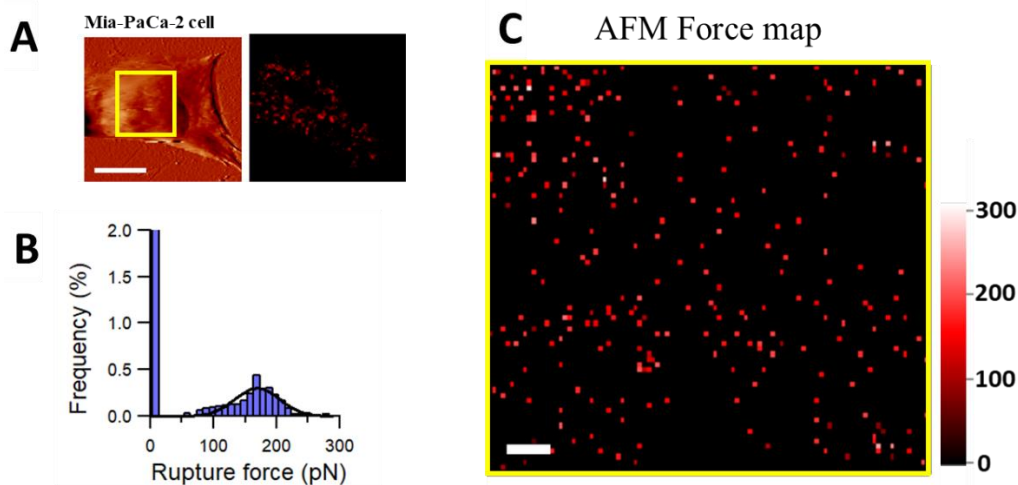 A
Mia-PaCa-2 cell
B
Frequency (%)
2.0
1.5
1.0
0.5
0.0
0
100
200
300
Rupture force (pN)
C
AFM Force map
300
200
100
0